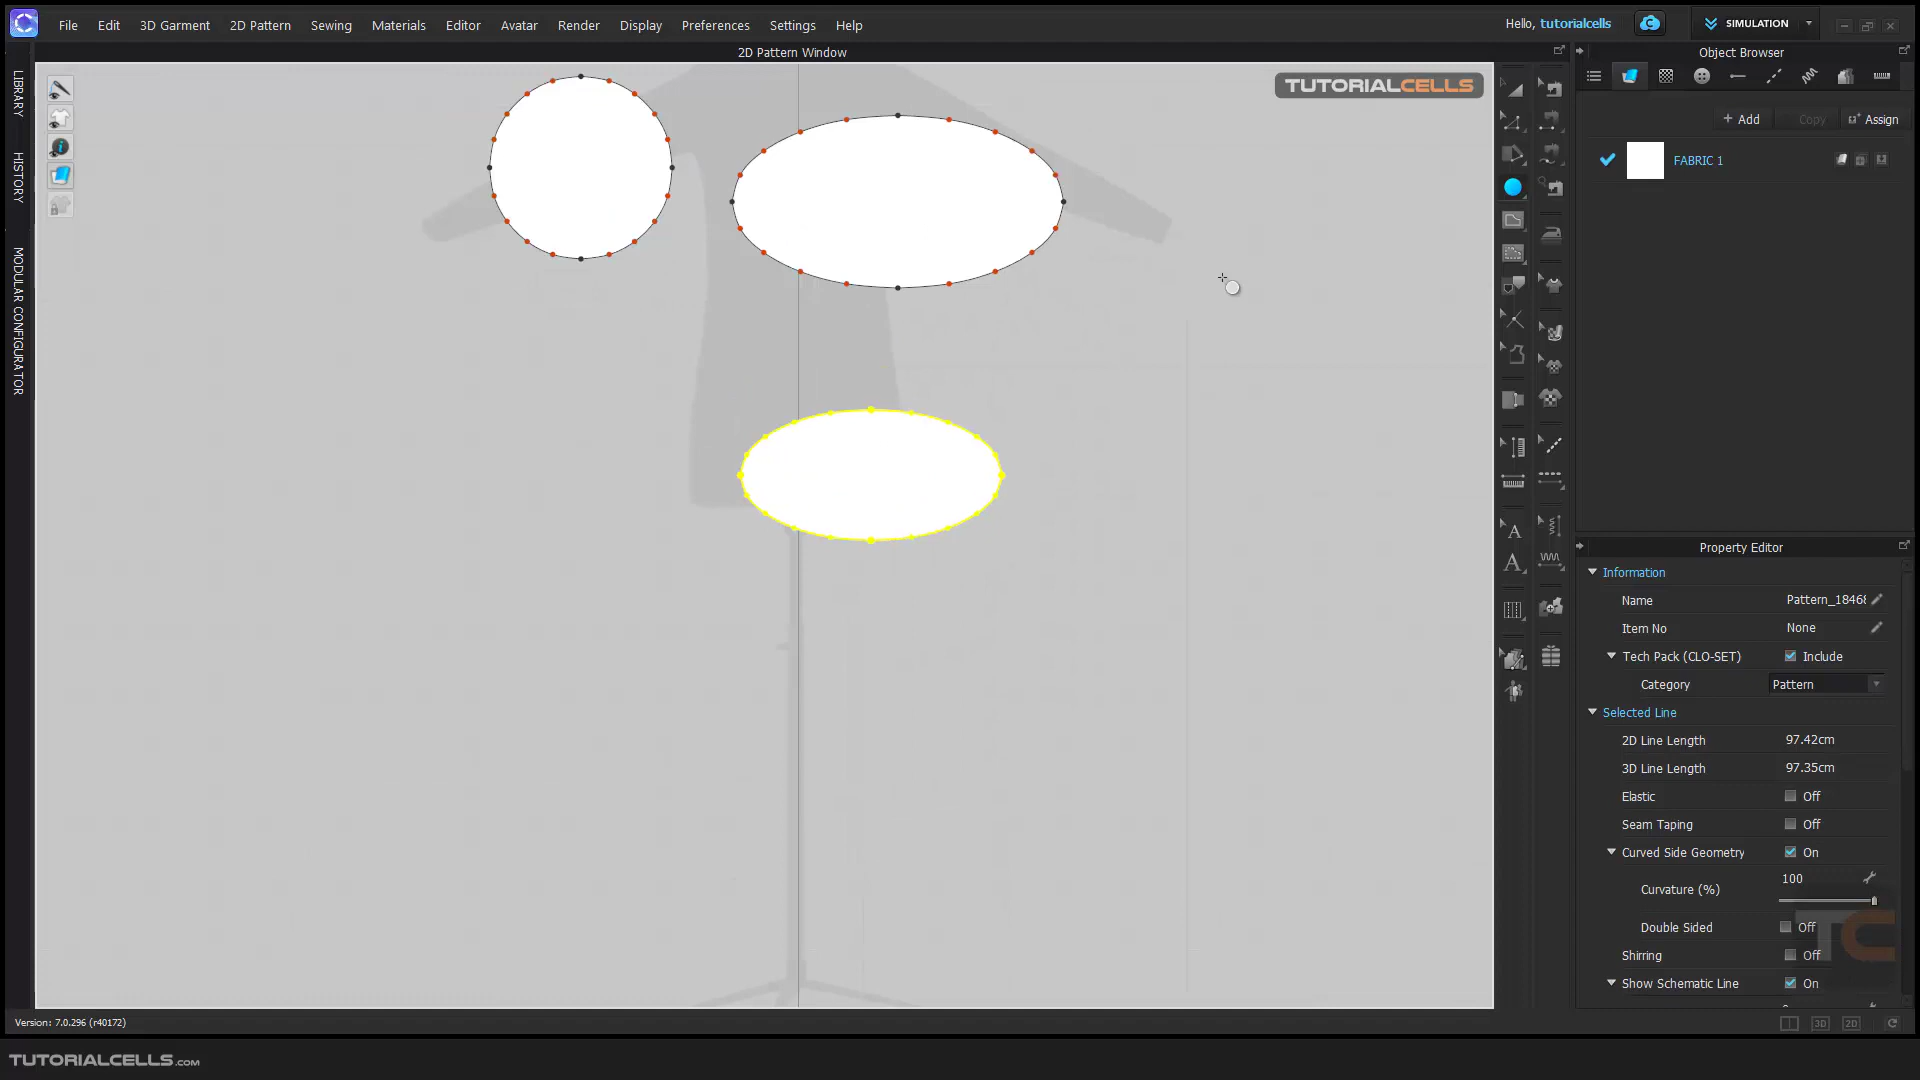 File Edit 3D Garment 2D Pattern Sewing Materials Editor Avatar Render Display Preferences Settings Help
Hello, tutorialcells
SIMULATION
2D Pattern Window
Object Browser
LIBRARY
HISTORY
MODULAR CONFIGURATOR
TUTORIALCELLS
+ Add Copy Assign
FABRIC 1
A
A
Property Editor
Information
Name Pattern_1846
Item No None
Tech Pack (CLO-SET) Include
Category Pattern
Selected Line
2D Line Length 97.42cm
3D Line Length 97.35cm
Elastic Off
Seam Taping Off
Curved Side Geometry On
Curvature (%) 100
Double Sided Off
Shirring Off
Show Schematic Line On
TC
Version: 7.0.296 (r40172)
3D 2D
TUTORIALCELLS.COM